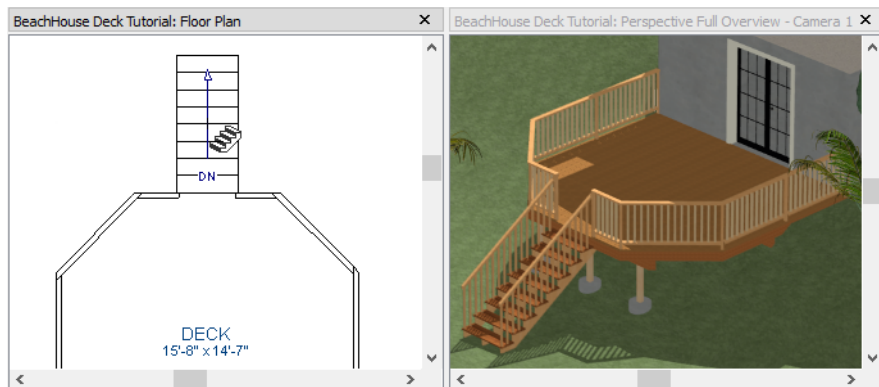 BeachHouse Deck Tutorial: Floor Plan
BeachHouse Deck Tutorial: Perspective Full Overview - Camera 1
DN
DECK
15'-8" x 14'-7"